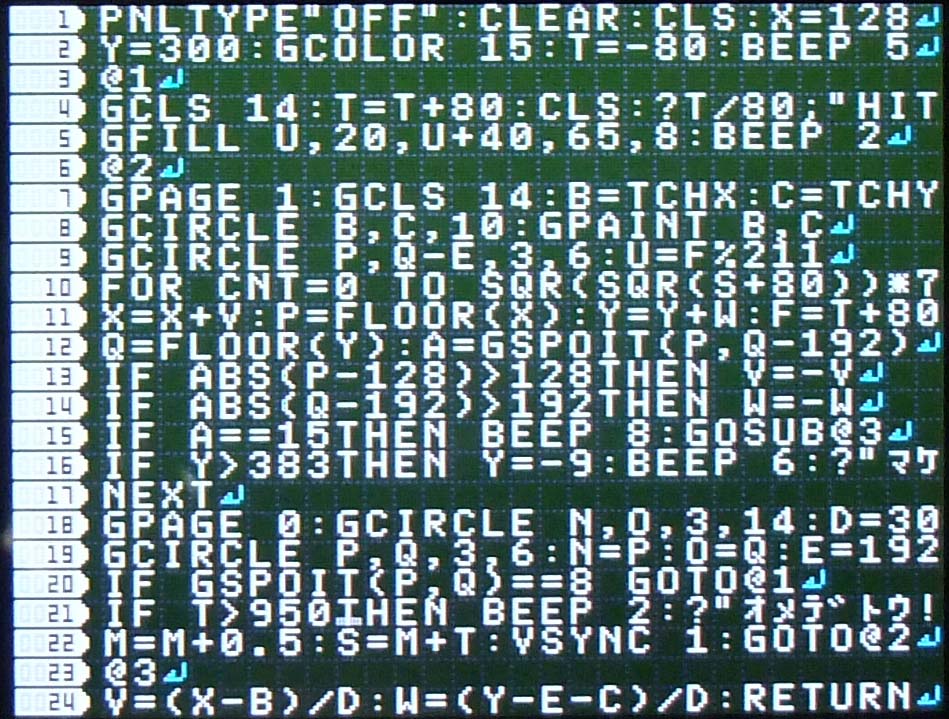 1 PNLTYPE"OFF":CLEAR:CLS:X=128
2 Y=300:GCOLOR 15:T=-80:BEEP 5
3 @1
4 GCLS 14:T=T+80:CLS:?T/80;"HIT
5 GFILL U,20,U+40,65,8:BEEP 2
6 @2
7 GPAGE 1:GCLS 14:B=TCHX:C=TCHY
8 GCIRCLE B,C,10:GPAINT B,C
9 GCIRCLE P,Q-E,3,6:U=F%211
10 FOR CNT=0 TO SQR(SQR(S+80))*7
11 X=X+V:P=FLOOR(X):Y=Y+W:F=T+80
12 Q=FLOOR(Y):A=GSPOIT(P,Q-192)
13 IF ABS(P-128)>128THEN V=-V
14 IF ABS(Q-192)>192THEN W=-W
15 IF A==15THEN BEEP 8:GOSUB@3
16 IF Y>383THEN Y=-9:BEEP 6:?"マケ
17 NEXT
18 GPAGE 0:GCIRCLE N,O,3,14:D=30
19 GCIRCLE P,Q,3,6:N=P:O=Q:E=192
20 IF GSPOIT(P,Q)==8 GOTO@1
21 IF T>950THEN BEEP 2:?"オメデトウ!
22 M=M+0.5:S=M+T:VSYNC 1:GOTO@2
23 @3
24 V=(X-B)/D:W=(Y-E-C)/D:RETURN